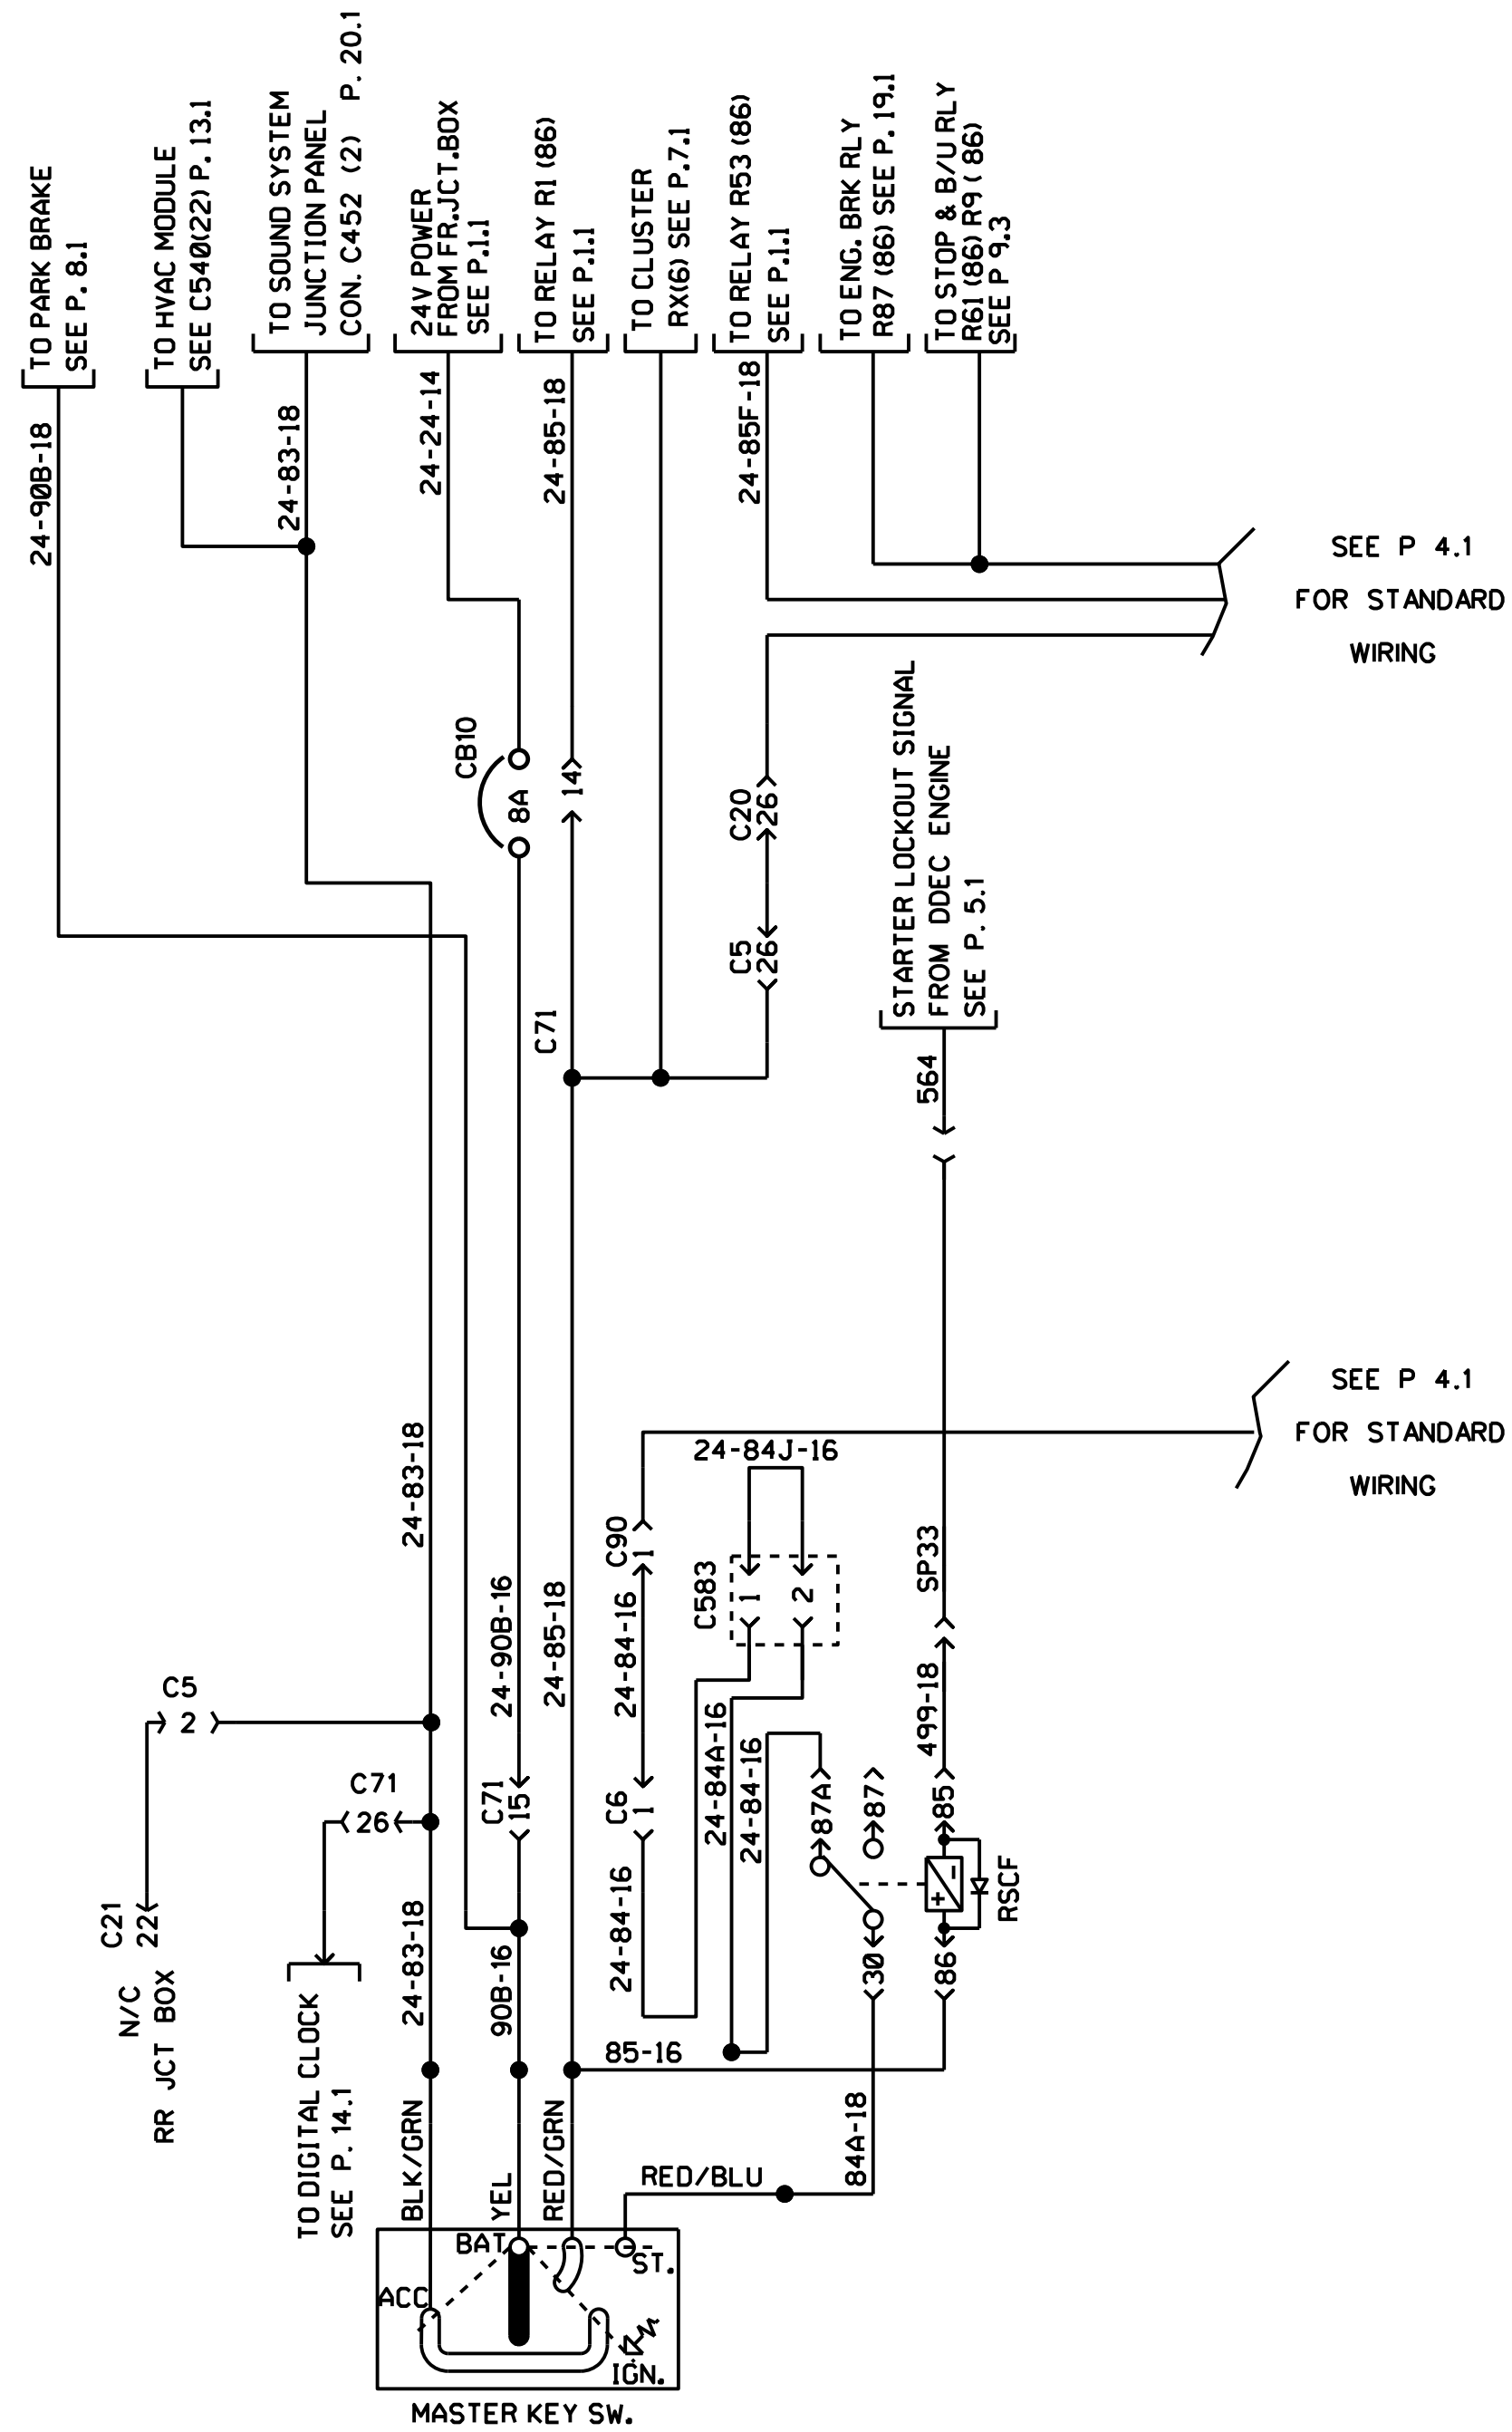 TO PARK BRAKE
SEE P. 8.1
TO HVAC MODULE
SEE C540(22) P. 13.1
TO SOUND SYSTEM
JUNCTION PANEL
CON. C452 (2) P. 20.1
24V POWER
FROM FR.JCT.BOX
SEE P.1.1
TO RELAY R1 (86)
SEE P.1.1
TO CLUSTER
RX(6) SEE P.7.1
TO RELAY R53 (86)
SEE P.1.1
TO ENG. BRK RLY
R87 (86) SEE P. 19.1
TO STOP & B/U RLY
R61 (86) R9 ( 86)
SEE P 9.3
24-90B-18
24-83-18
24-24-14
24-85-18
24-85F-18
SEE P 4.1
FOR STANDARD
WIRING
CB10
8A
14
C20
26
C5
26
C71
STARTER LOCKOUT SIGNAL
FROM DDEC ENGINE
SEE P. 5.1
564
SEE P 4.1
FOR STANDARD
WIRING
24-83-18
24-90B-16
24-85-18
C90
1
24-84-16
24-84J-16
C583
1
2
SP33
499-18
C5
2
C71
26
C71
15
C6
1
24-84A-16
24-84-16
87A
87
85
RSCF
+
-
30
86
C21
22
N/C
RR JCT BOX
TO DIGITAL CLOCK
SEE P. 14.1
24-83-18
90B-16
24-84-16
85-16
84A-18
BLK/GRN
YEL
RED/GRN
RED/BLU
BAT
ST.
ACC
IGN.
MASTER KEY SW.